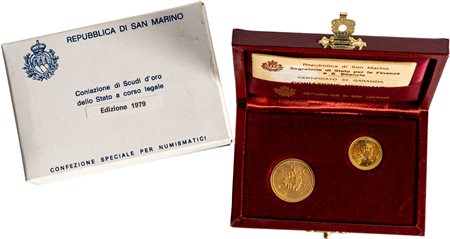 REPUBBLICA DI SAN MARINO
Coniazione di Scudi d'oro
dello Stato a corso legale
Edizione 1979
CONFEZIONE SPECIALE PER NUMISMATICI
Repubblica di San Marino
Segreteria di Stato per le Finanze
e il Bilancio
CERTIFICATO DI GARANZIA
REPUBBLICA DI SAN MARINO